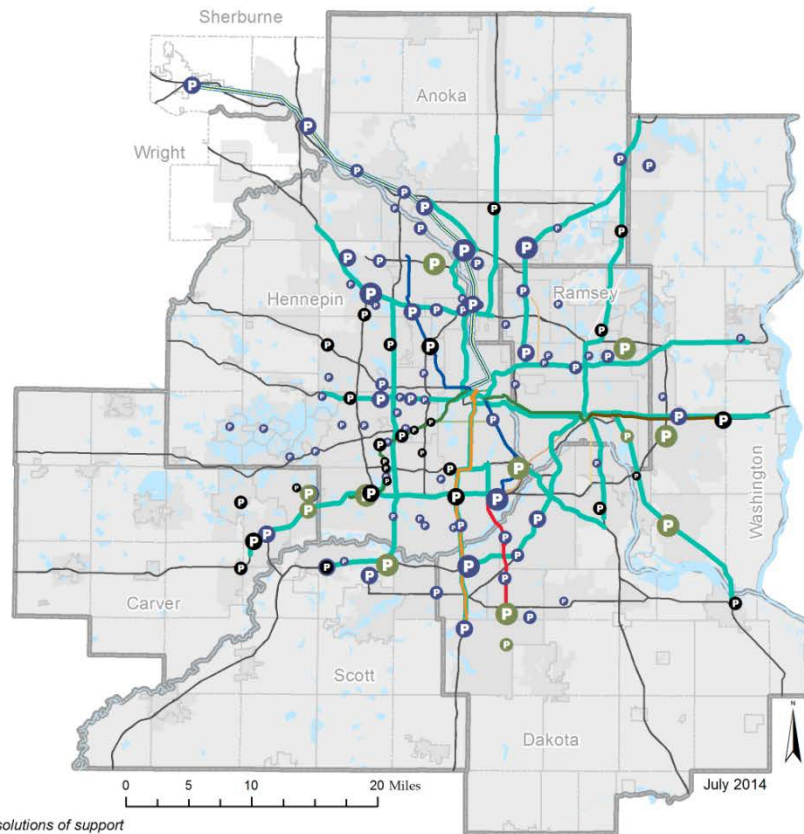 Sherburne
Anoka
Wright
Hennepin
Ramsey
Washington
Carver
Scott
Dakota
N
July 2014
0 5 10 20 Miles
solutions of support